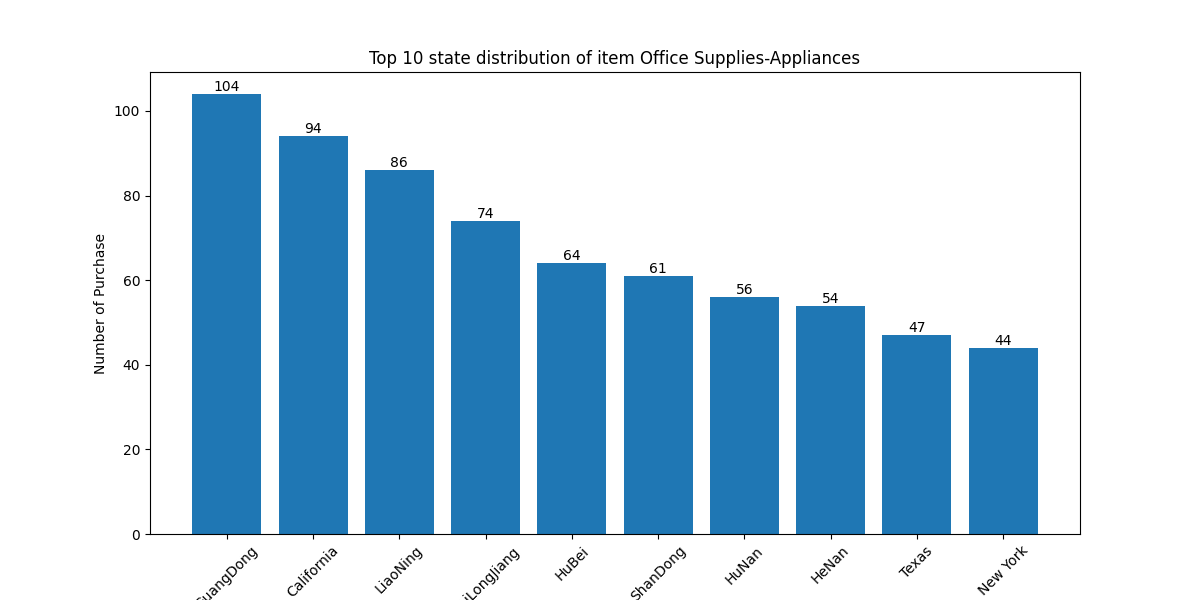 Top 10 state distribution of item Office Supplies-Appliances
Number of Purchase
100
80
60
40
20
0
104
94
86
74
64
61
56
54
47
44
California
LiaoNing
HuBei
ShanDong
HuNan
HeNan
Texas
New York